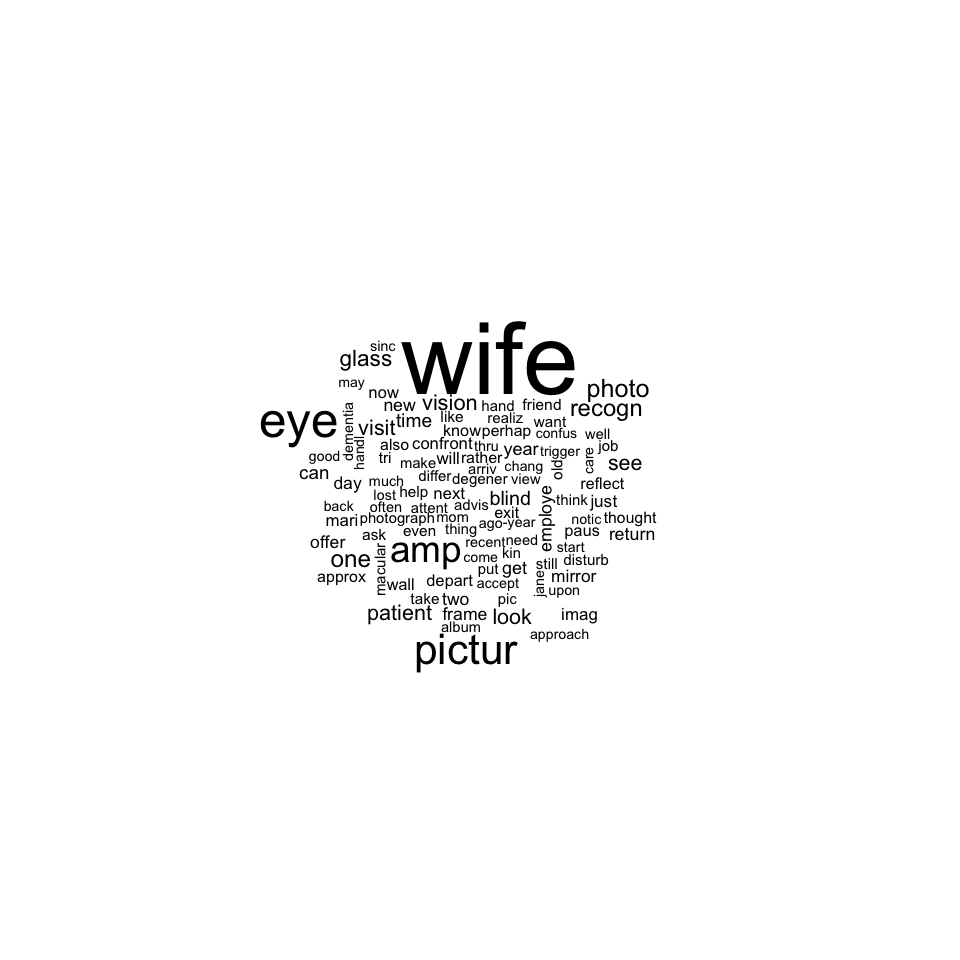 sinc
wife
glass
may
now
photo
new vision hand friend recogn
eye
dementia
visit time like realiz want
know perhap confus well
handl
also confront thru year trigger job
good tri make will rather care see
can arriv chang old
day much differ degener view reflect
lost help next blind think just
back often attent advis exit employe
mari photograph mom ago-year notic thought
even thing paus return
offer ask amp recent need start
one come kin still disturb
macular put get
approx wall depart accept jane mirror
upon
take two pic
patient frame look imag
album
approach
pictur